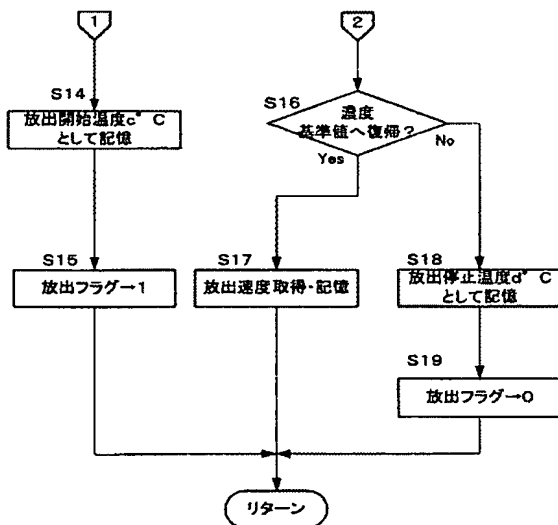 1
2
S14
放出開始温度c°C
として記憶
S16
濃度
基準値へ復帰？
Yes
No
S15
放出フラグ→1
S17
放出速度取得・記憶
S18
放出停止温度d°C
として記憶
S19
放出フラグ→0
リターン